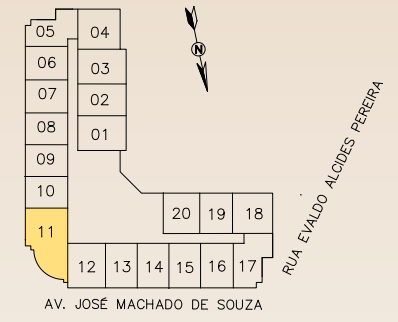 05
04
06
03
07
02
08
01
09
10
11
20 19 18
12 13 14 15 16 17
N
RUA EVALDO ALCIDES PEREIRA
AV. JOSÉ MACHADO DE SOUZA